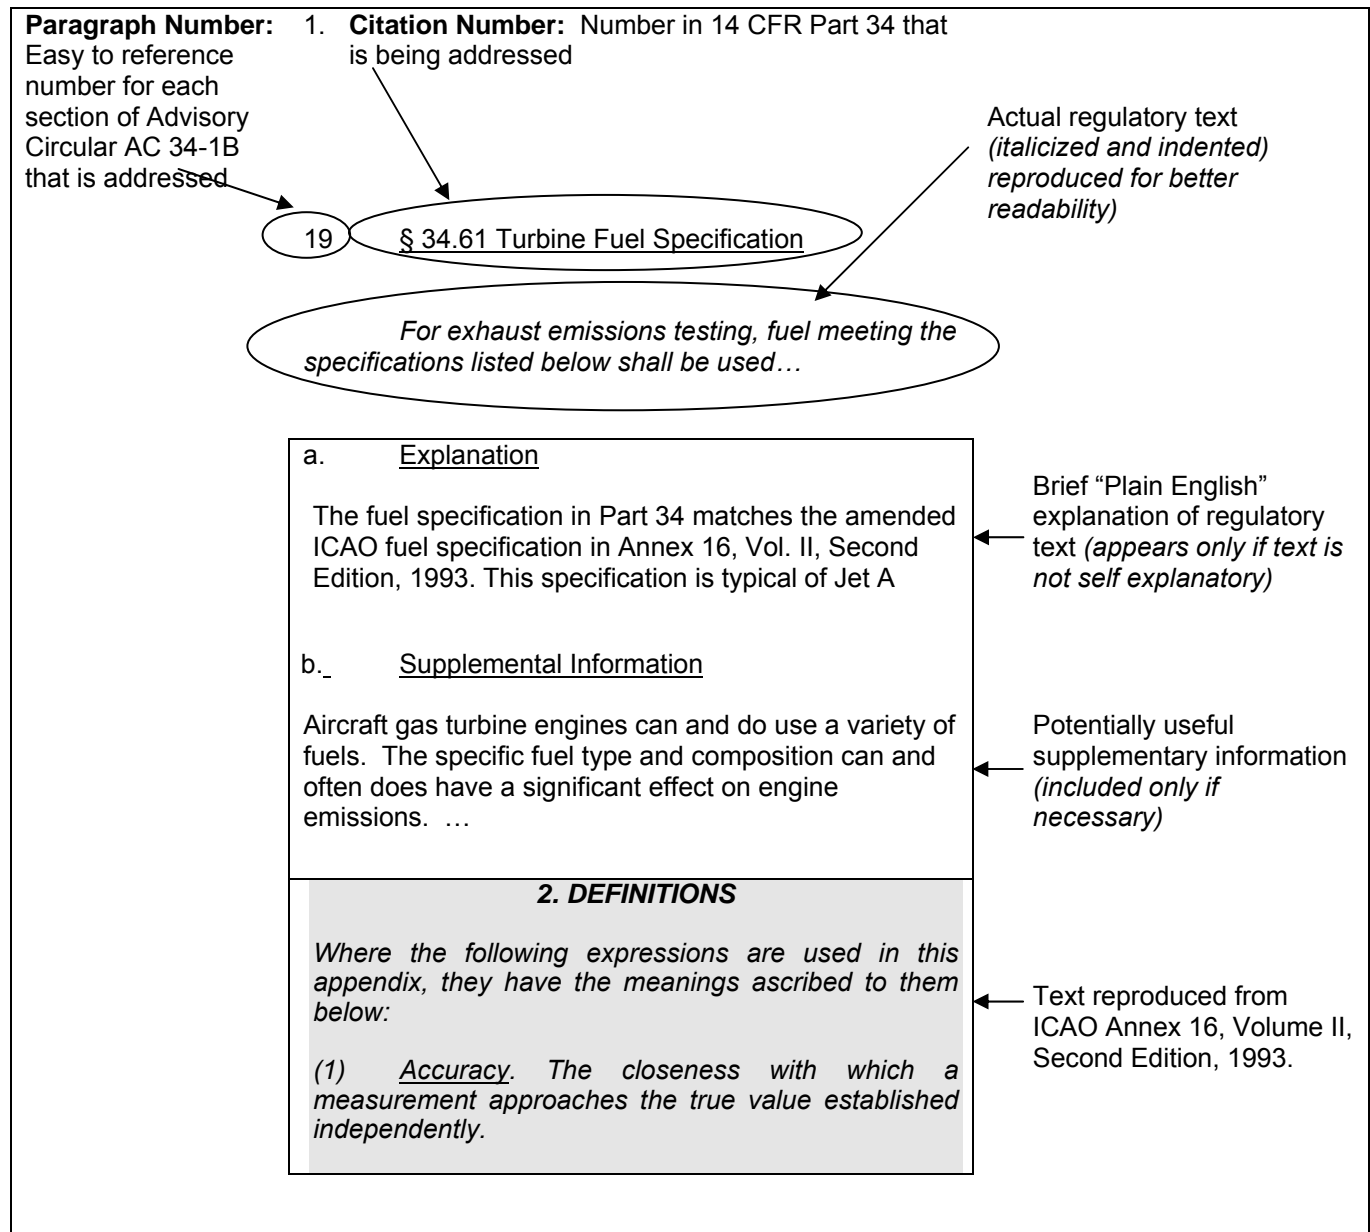 Paragraph Number:
Easy to reference
number for each
section of Advisory
Circular AC 34-1B
that is addressed
1. Citation Number: Number in 14 CFR Part 34 that
is being addressed
Actual regulatory text
(italicized and indented)
reproduced for better
readability)
19 § 34.61 Turbine Fuel Specification
For exhaust emissions testing, fuel meeting the
specifications listed below shall be used…
a. Explanation
The fuel specification in Part 34 matches the amended
ICAO fuel specification in Annex 16, Vol. II, Second
Edition, 1993. This specification is typical of Jet A
Brief “Plain English”
explanation of regulatory
text (appears only if text is
not self explanatory)
b. Supplemental Information
Aircraft gas turbine engines can and do use a variety of
fuels. The specific fuel type and composition can and
often does have a significant effect on engine
emissions. …
Potentially useful
supplementary information
(included only if
necessary)
2. DEFINITIONS
Where the following expressions are used in this
appendix, they have the meanings ascribed to them
below:
(1) Accuracy. The closeness with which a
measurement approaches the true value established
independently.
Text reproduced from
ICAO Annex 16, Volume II,
Second Edition, 1993.